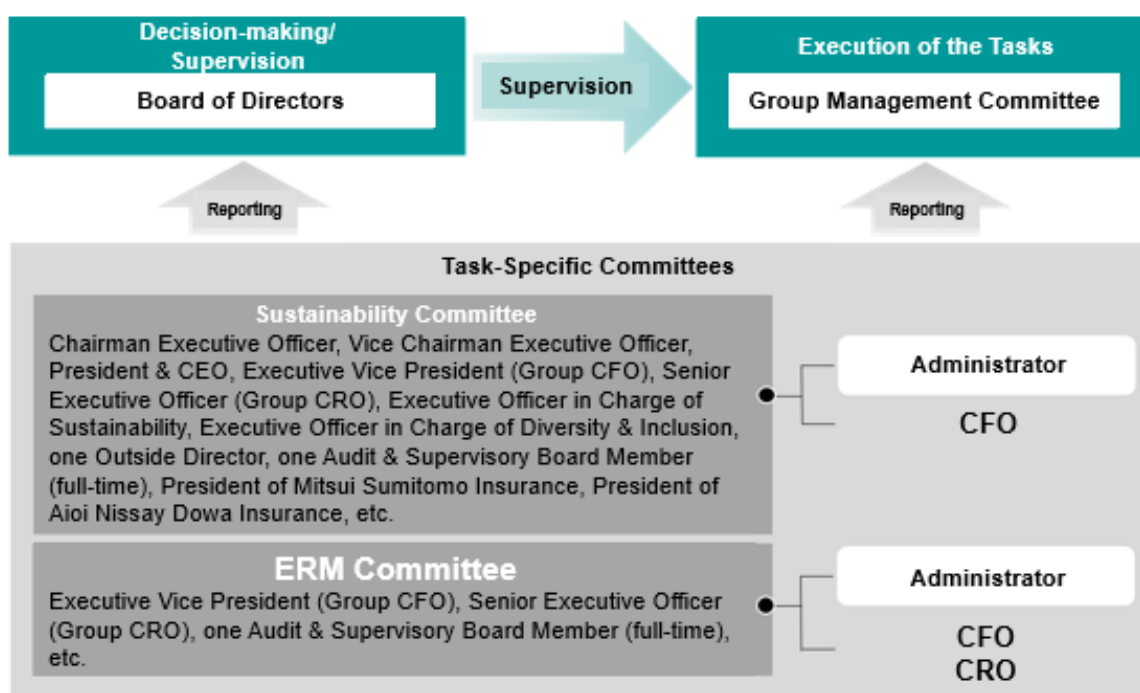 Decision-making/
Supervision
Board of Directors
Supervision
Execution of the Tasks
Group Management Committee
Reporting
Reporting
Task-Specific Committees
Sustainability Committee
Chairman Executive Officer, Vice Chairman Executive Officer,
President & CEO, Executive Vice President (Group CFO), Senior
Executive Officer (Group CRO), Executive Officer in Charge of
Sustainability, Executive Officer in Charge of Diversity & Inclusion,
one Outside Director, one Audit & Supervisory Board Member
(full-time), President of Mitsui Sumitomo Insurance, President of
Aioi Nissay Dowa Insurance, etc.
Administrator
CFO
ERM Committee
Executive Vice President (Group CFO), Senior Executive Officer
(Group CRO), one Audit & Supervisory Board Member (full-time),
etc.
Administrator
CFO
CRO